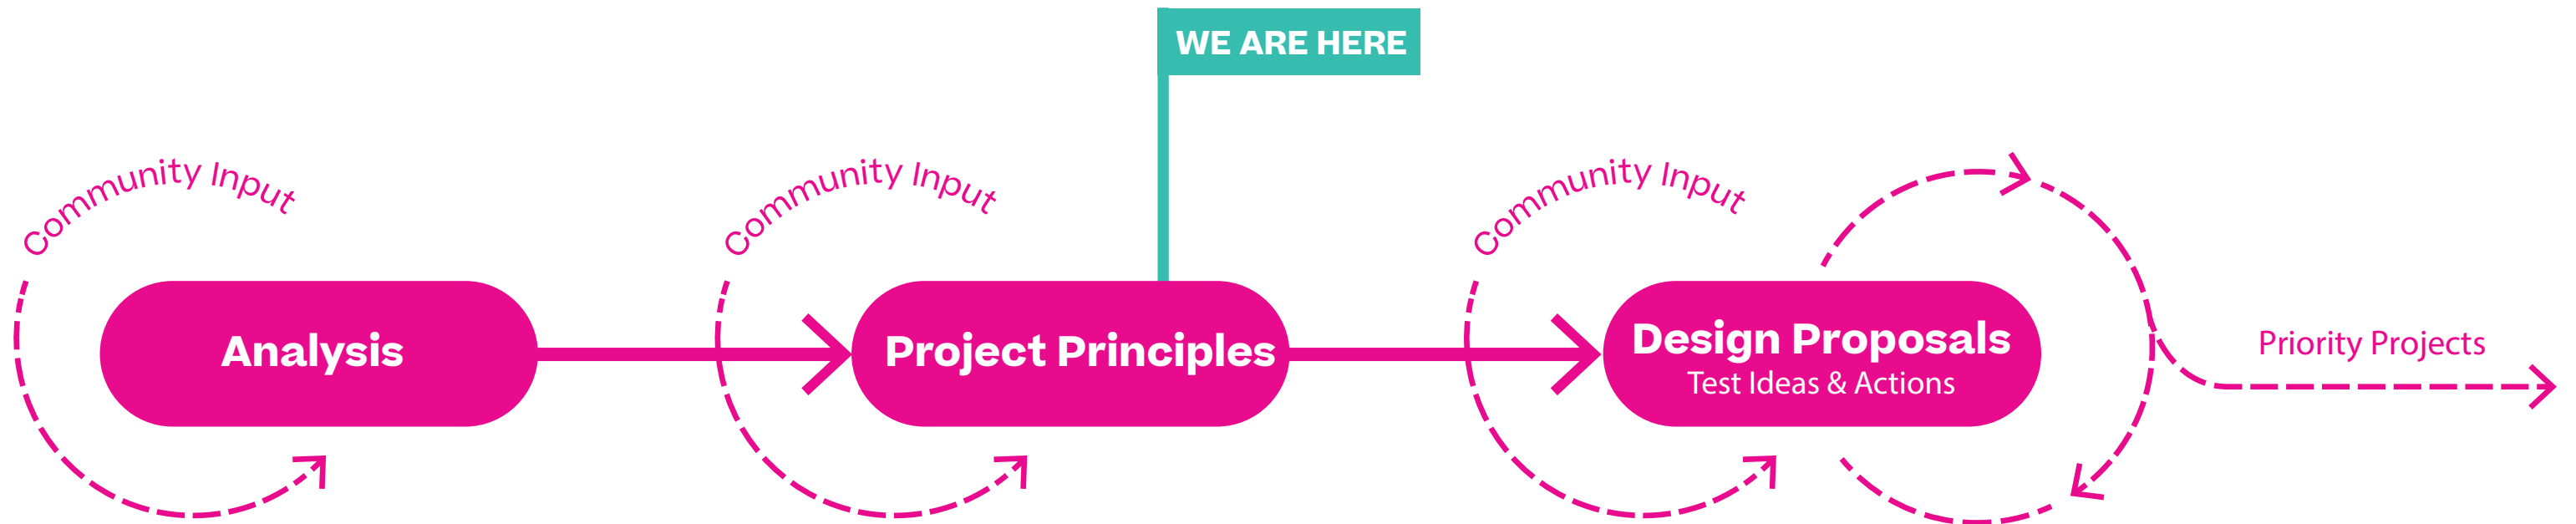 WE ARE HERE
Community Input
Community Input
Community Input
Analysis
Project Principles
Design Proposals
Test Ideas & Actions
Priority Projects